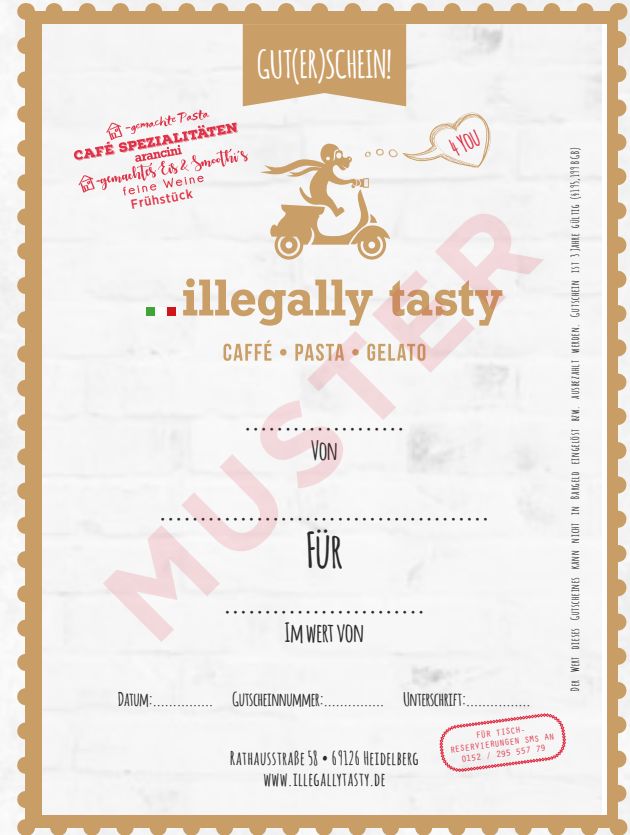 GUT(ER)SCHEIN!
-gemachte Pasta
CAFÉ SPEZIALITÄTEN
arancini
-gemachtes Eis & Smoothi's
feine Weine
Frühstück
4 YOU
..illegally tasty
CAFFÉ • PASTA • GELATO
MUSTER
....................
Von
.........................................
Für
.........................
Im wert von
Datum:.............. Gutscheinnummer:.............. Unterschrift:...............
Rathausstraße 58 • 69126 Heidelberg
www.illegallytasty.de
FÜR TISCH-
RESERVIERUNGEN SMS AN
0152 / 295 557 79
Der Wert dieses Gutscheines kann nicht in Bargeld eingelöst bzw. ausbezahlt werden. Gutschein ist 3 Jahre gültig (§195,199 BGB)